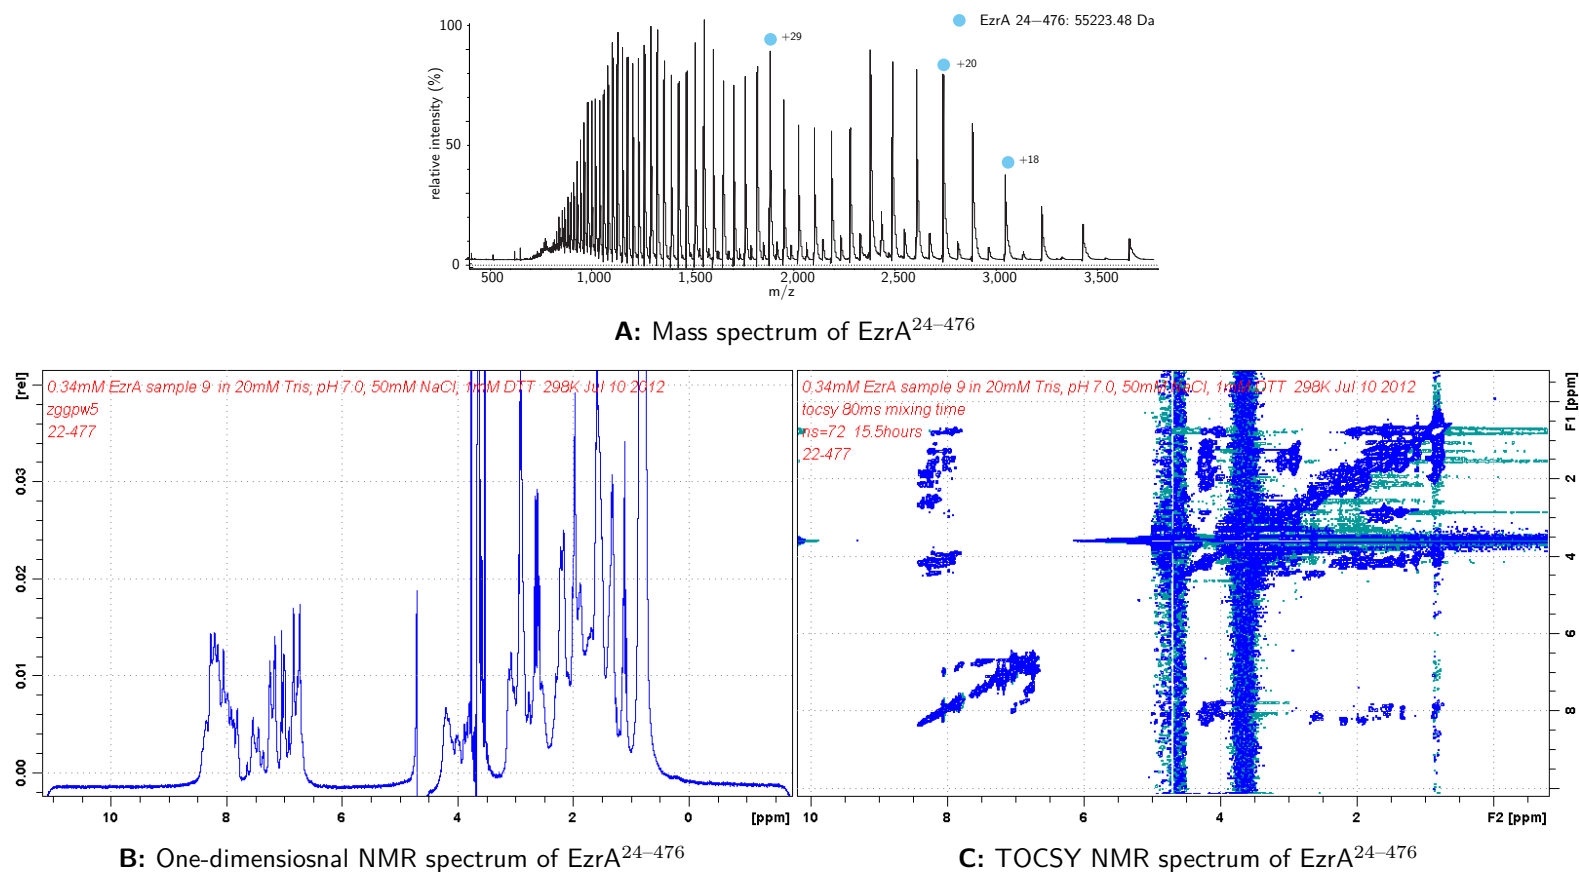 EzrA 24–476: 55223.48 Da
100
+29
+20
relative intensity (%)
50
+18
0
500 1,000 1,500 2,000 2,500 3,000 3,500
m/z
A: Mass spectrum of EzrA24–476
[rel]
0.34mM EzrA sample 9 in 20mM Tris, pH 7.0, 50mM NaCl, 1mM DTT 298K Jul 10 2012
zggpw5
22-477
0.03
0.02
0.01
0.00
10 8 6 4 2 0 [ppm]
B: One-dimensiosnal NMR spectrum of EzrA24–476
0.34mM EzrA sample 9 in 20mM Tris, pH 7.0, 50mM NaCl, 1mM DTT 298K Jul 10 2012
tocsy 80ms mixing time
ns=72 15.5hours
22-477
F1 [ppm]
2
4
6
8
10 8 6 4 2 F2 [ppm]
C: TOCSY NMR spectrum of EzrA24–476